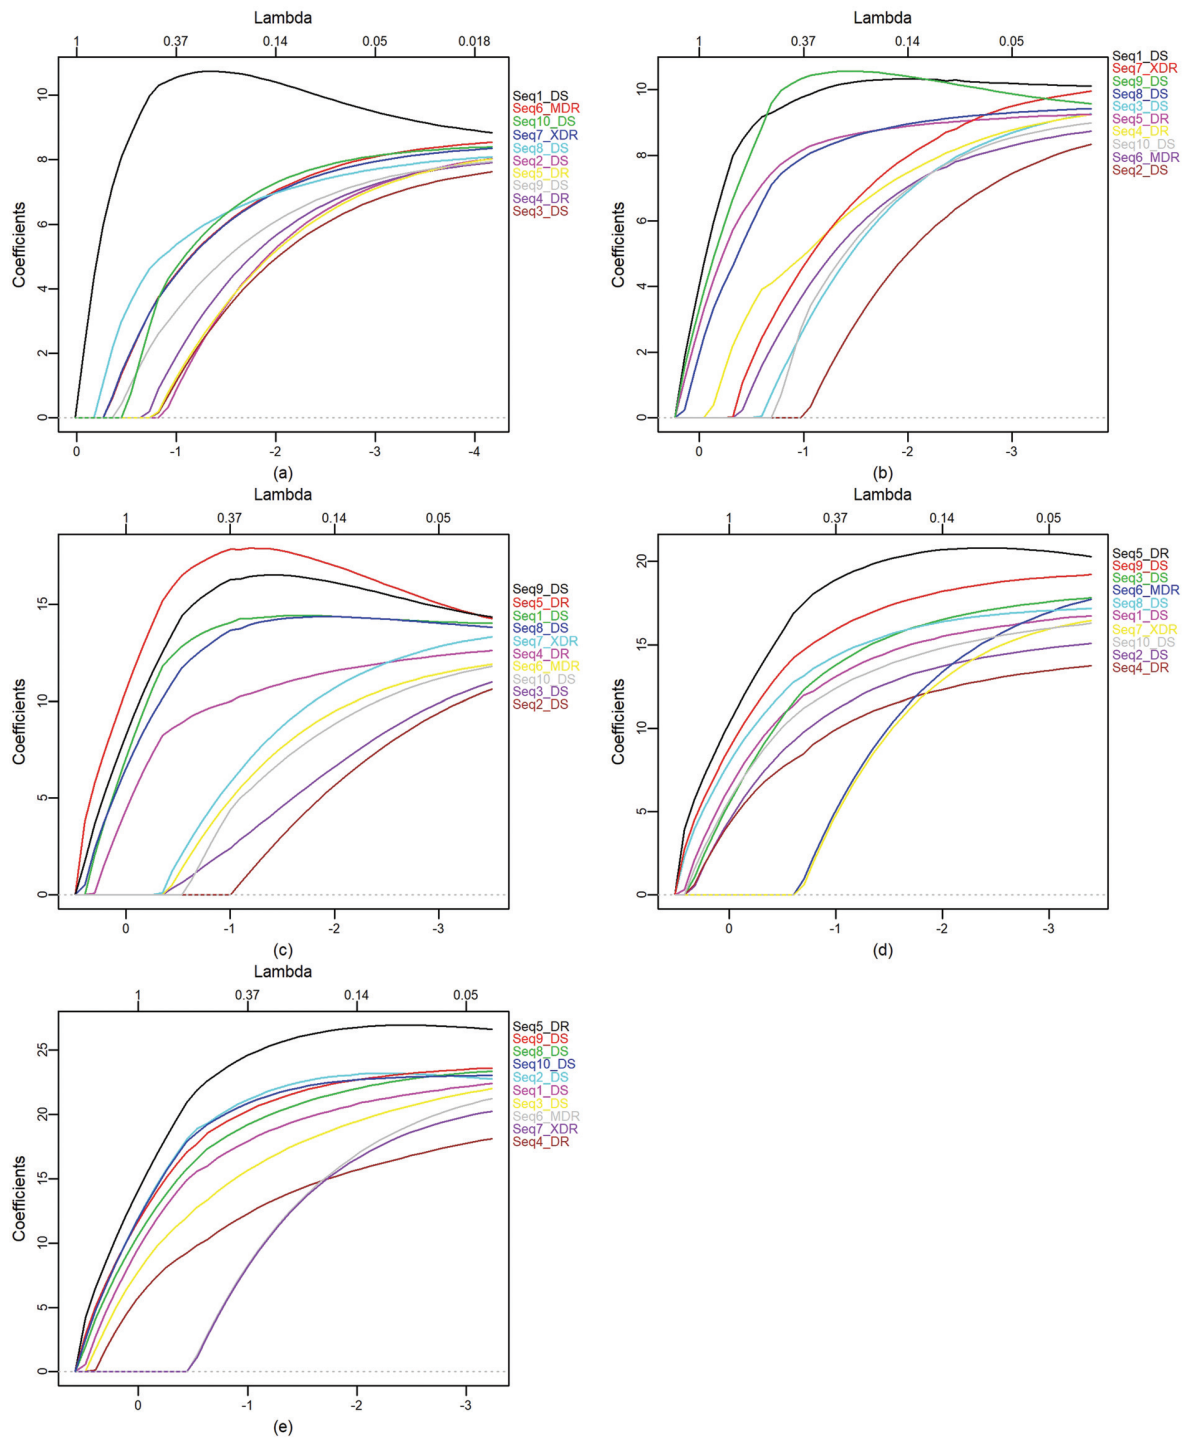 Lambda
1 0.37 0.14 0.05 0.018
Coefficients
0 2 4 6 8 10
Seq1_DS
Seq6_MDR
Seq10_DS
Seq7_XDR
Seq8_DS
Seq2_DS
Seq5_DR
Seq9_DS
Seq4_DR
Seq3_DS
0 -1 -2 -3 -4
(a)
Lambda
1 0.37 0.14 0.05
Coefficients
0 2 4 6 8 10
Seq1_DS
Seq7_XDR
Seq9_DS
Seq8_DS
Seq3_DS
Seq5_DR
Seq4_DR
Seq10_DS
Seq6_MDR
Seq2_DS
0 -1 -2 -3
(b)
Lambda
1 0.37 0.14 0.05
Coefficients
0 5 10 15
Seq9_DS
Seq5_DR
Seq1_DS
Seq8_DS
Seq7_XDR
Seq4_DR
Seq6_MDR
Seq10_DS
Seq3_DS
Seq2_DS
0 -1 -2 -3
(c)
Lambda
1 0.37 0.14 0.05
Coefficients
0 5 10 15 20
Seq5_DR
Seq9_DS
Seq3_DS
Seq6_MDR
Seq8_DS
Seq1_DS
Seq7_XDR
Seq10_DS
Seq2_DS
Seq4_DR
0 -1 -2 -3
(d)
Lambda
1 0.37 0.14 0.05
Coefficients
0 5 10 15 20 25
Seq5_DR
Seq9_DS
Seq8_DS
Seq10_DS
Seq2_DS
Seq1_DS
Seq3_DS
Seq6_MDR
Seq7_XDR
Seq4_DR
0 -1 -2 -3
(e)